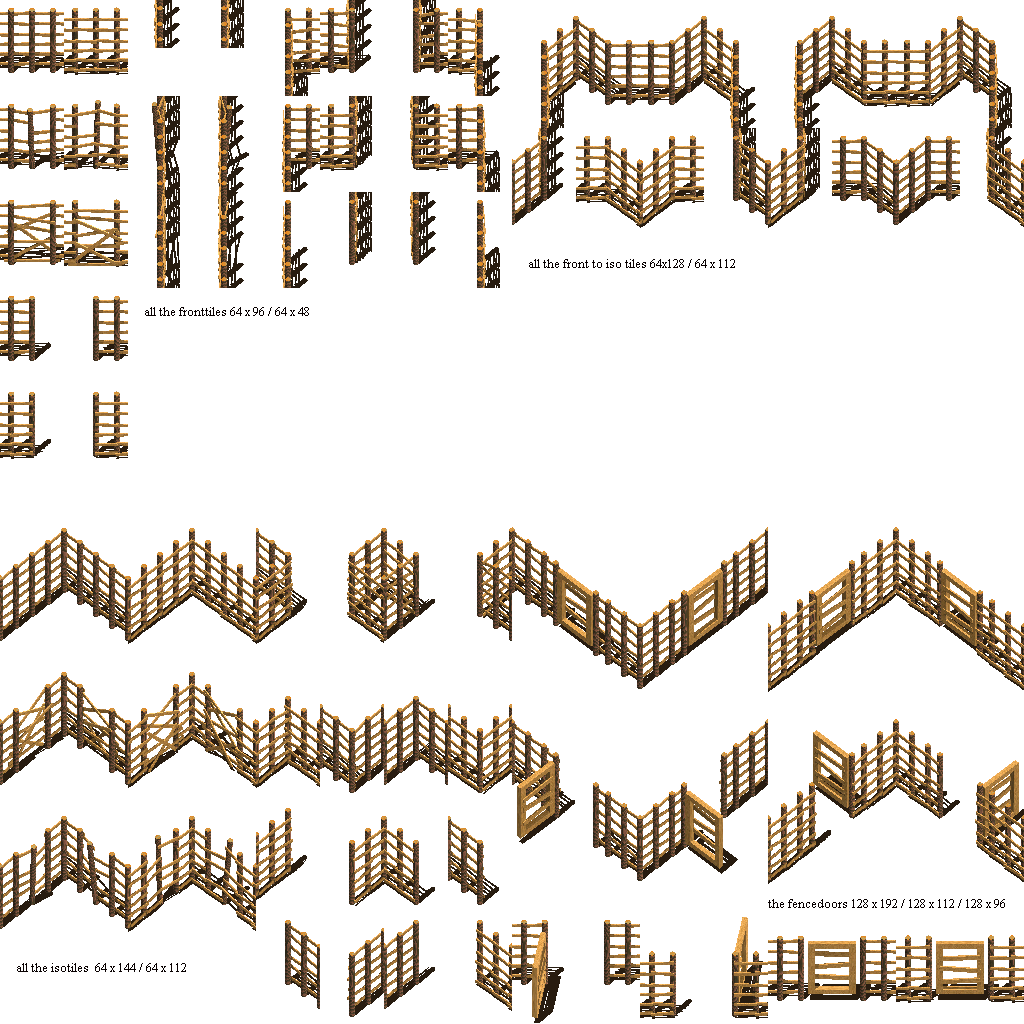 all the front to iso tiles 64x128 / 64 x 112
all the fronttiles 64 x 96 / 64 x 48
the fencedoors 128 x 192 / 128 x 112 / 128 x 96
all the isotiles  64 x 144 / 64 x 112